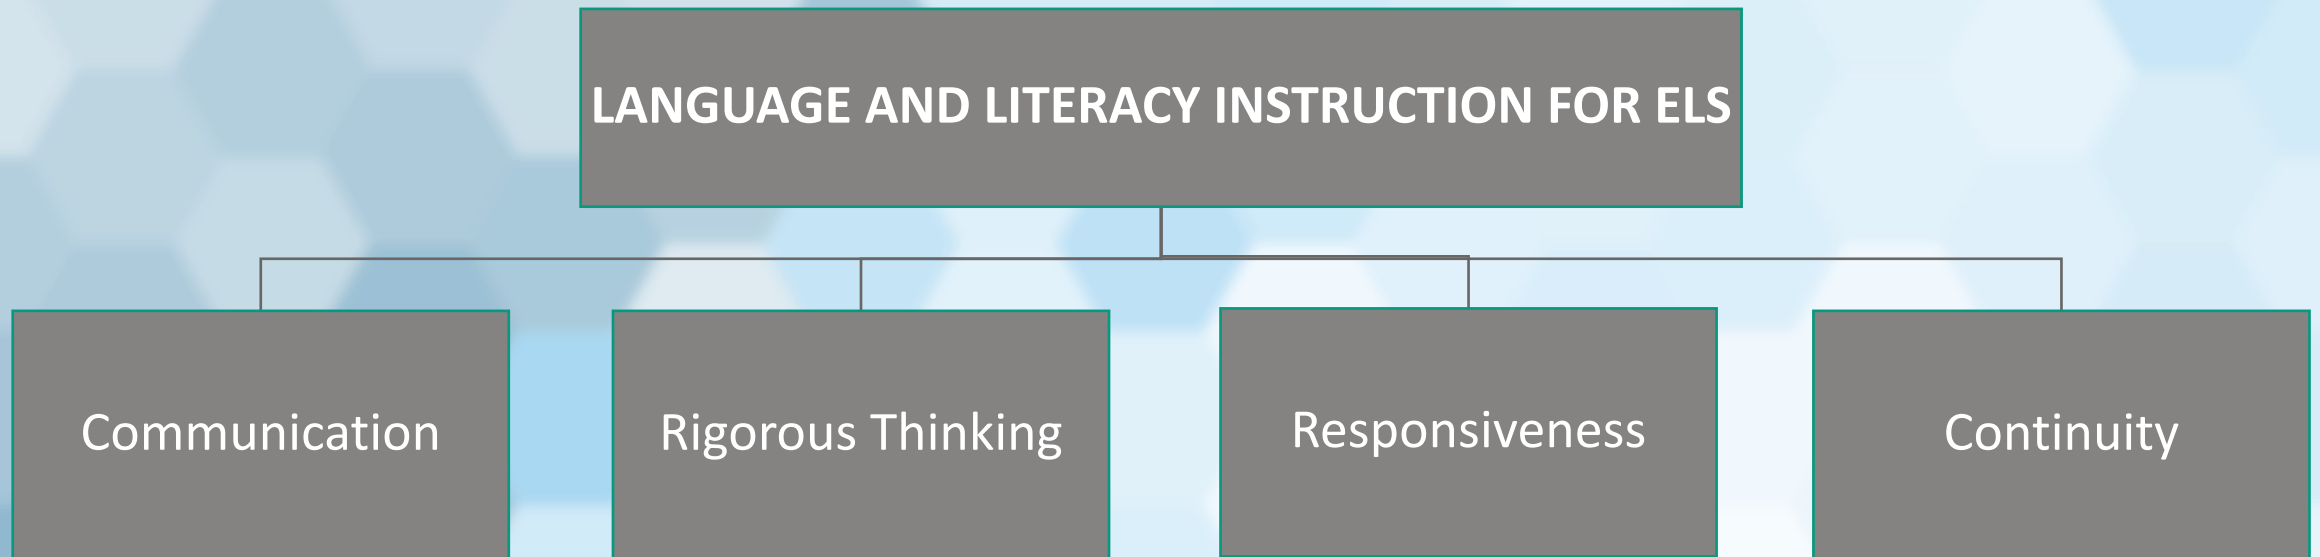 LANGUAGE AND LITERACY INSTRUCTION FOR ELS
Communication
Rigorous Thinking
Responsiveness
Continuity